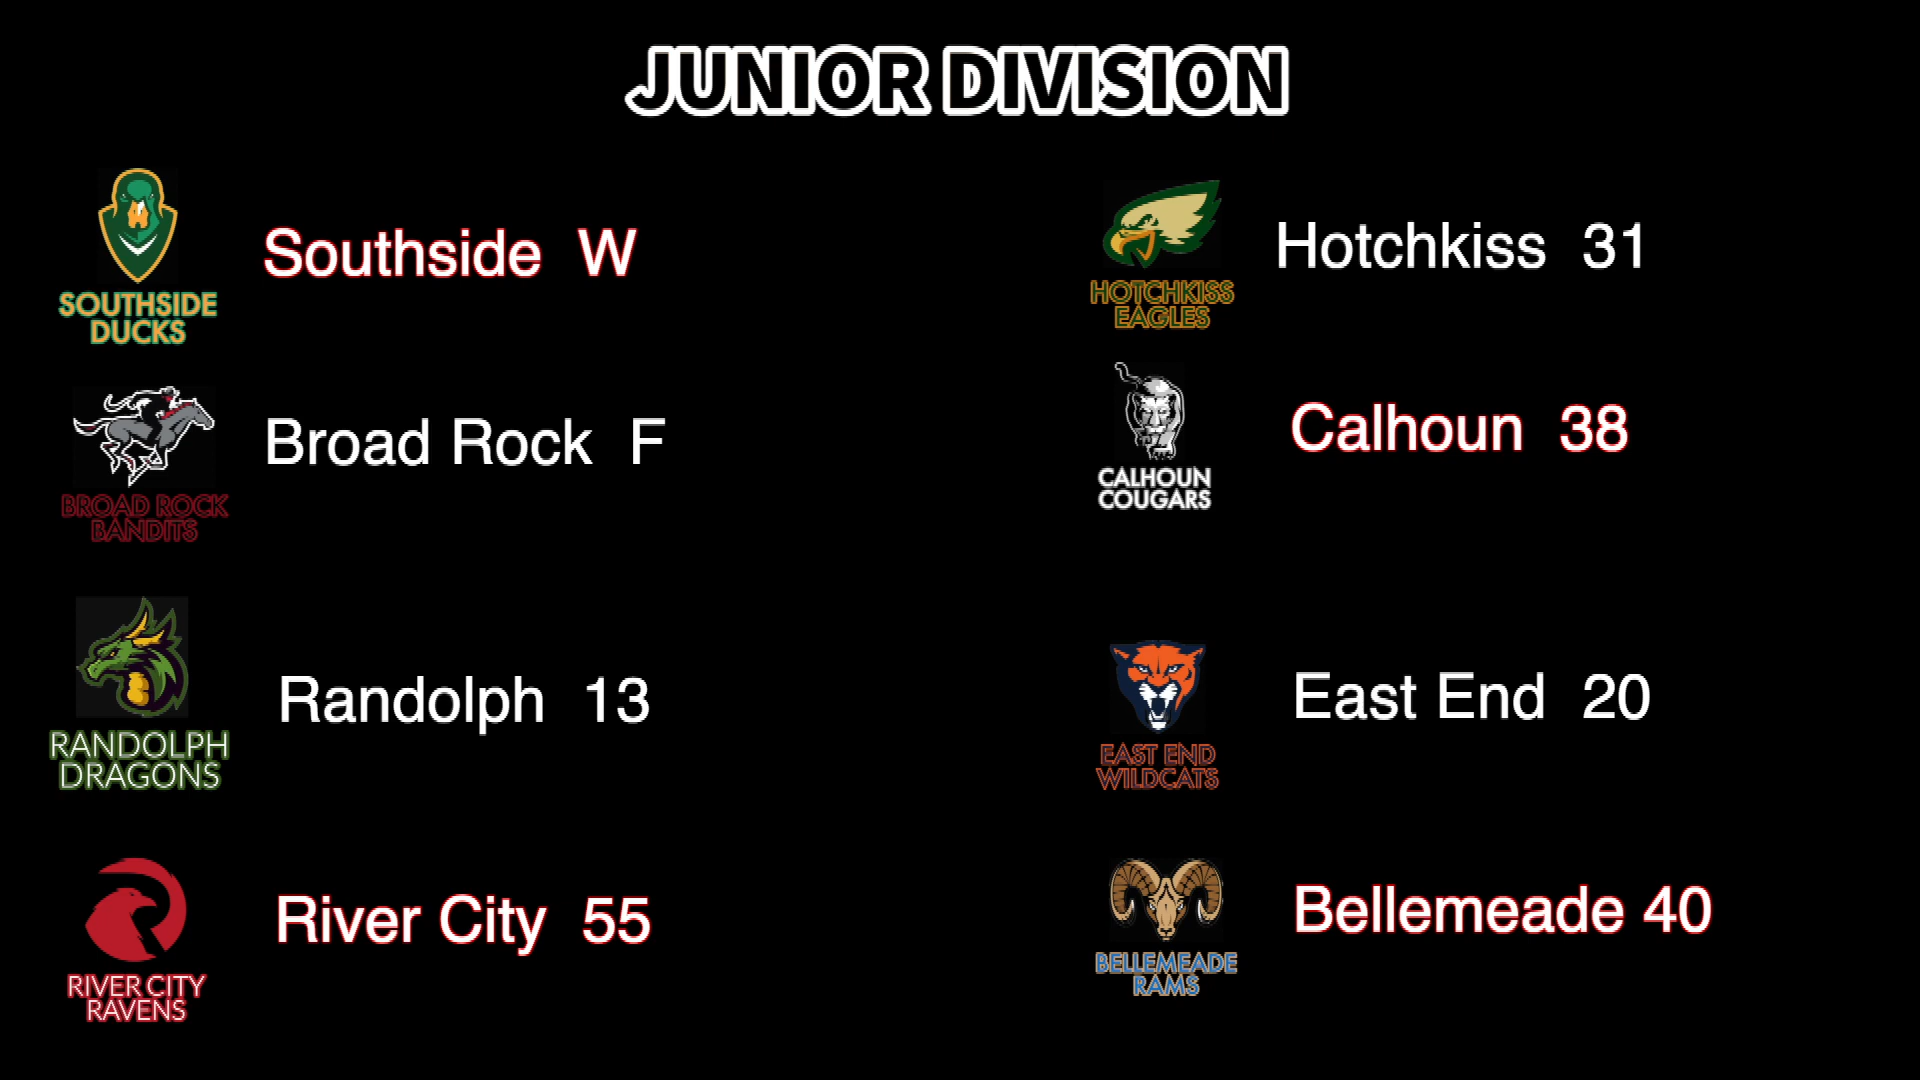 JUNIOR DIVISION
Southside W
SOUTHSIDE
DUCKS
Broad Rock F
BROAD ROCK
BANDITS
Randolph 13
RANDOLPH
DRAGONS
River City 55
RIVER CITY
RAVENS
Hotchkiss 31
HOTCHKISS
EAGLES
Calhoun 38
CALHOUN
COUGARS
East End 20
EAST END
WILDCATS
Bellemeade 40
BELLEMEADE
RAMS